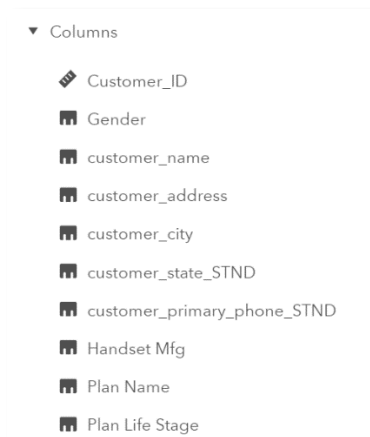 Columns
Customer_ID
Gender
customer_name
customer_address
customer_city
customer_state_STND
customer_primary_phone_STND
Handset Mfg
Plan Name
Plan Life Stage